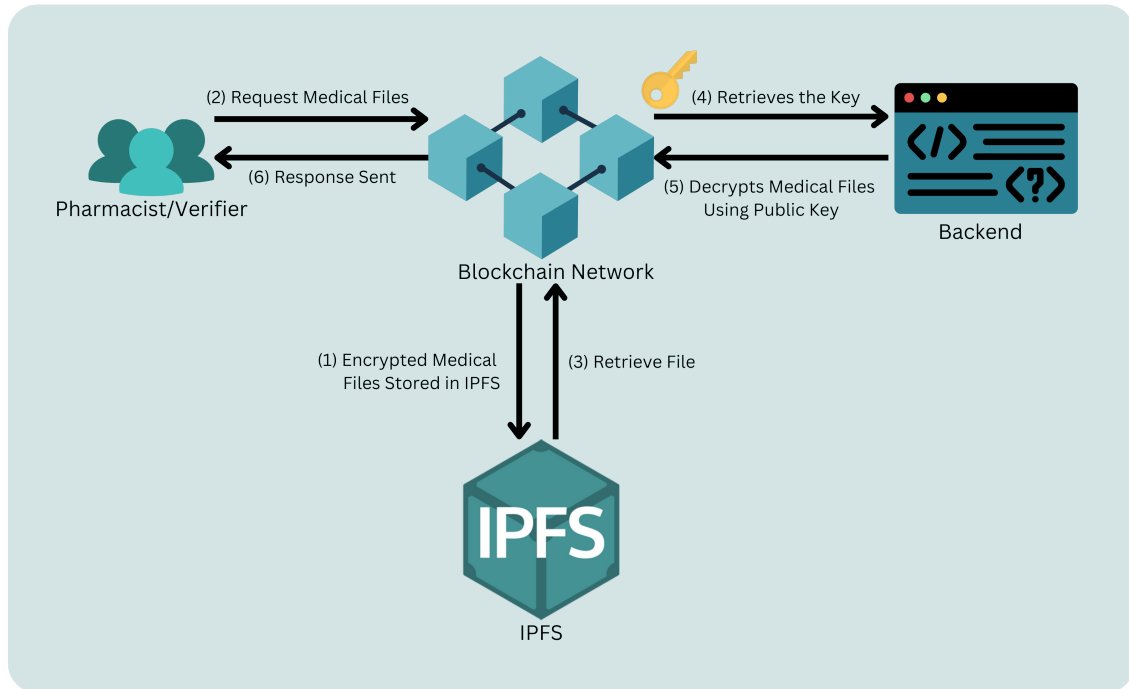 (2) Request Medical Files
(4) Retrieves the Key
</>
(6) Response Sent
(5) Decrypts Medical Files
Using Public Key
<?>
Pharmacist/Verifier
Backend
Blockchain Network
(1) Encrypted Medical
Files Stored in IPFS
(3) Retrieve File
IPFS
IPFS